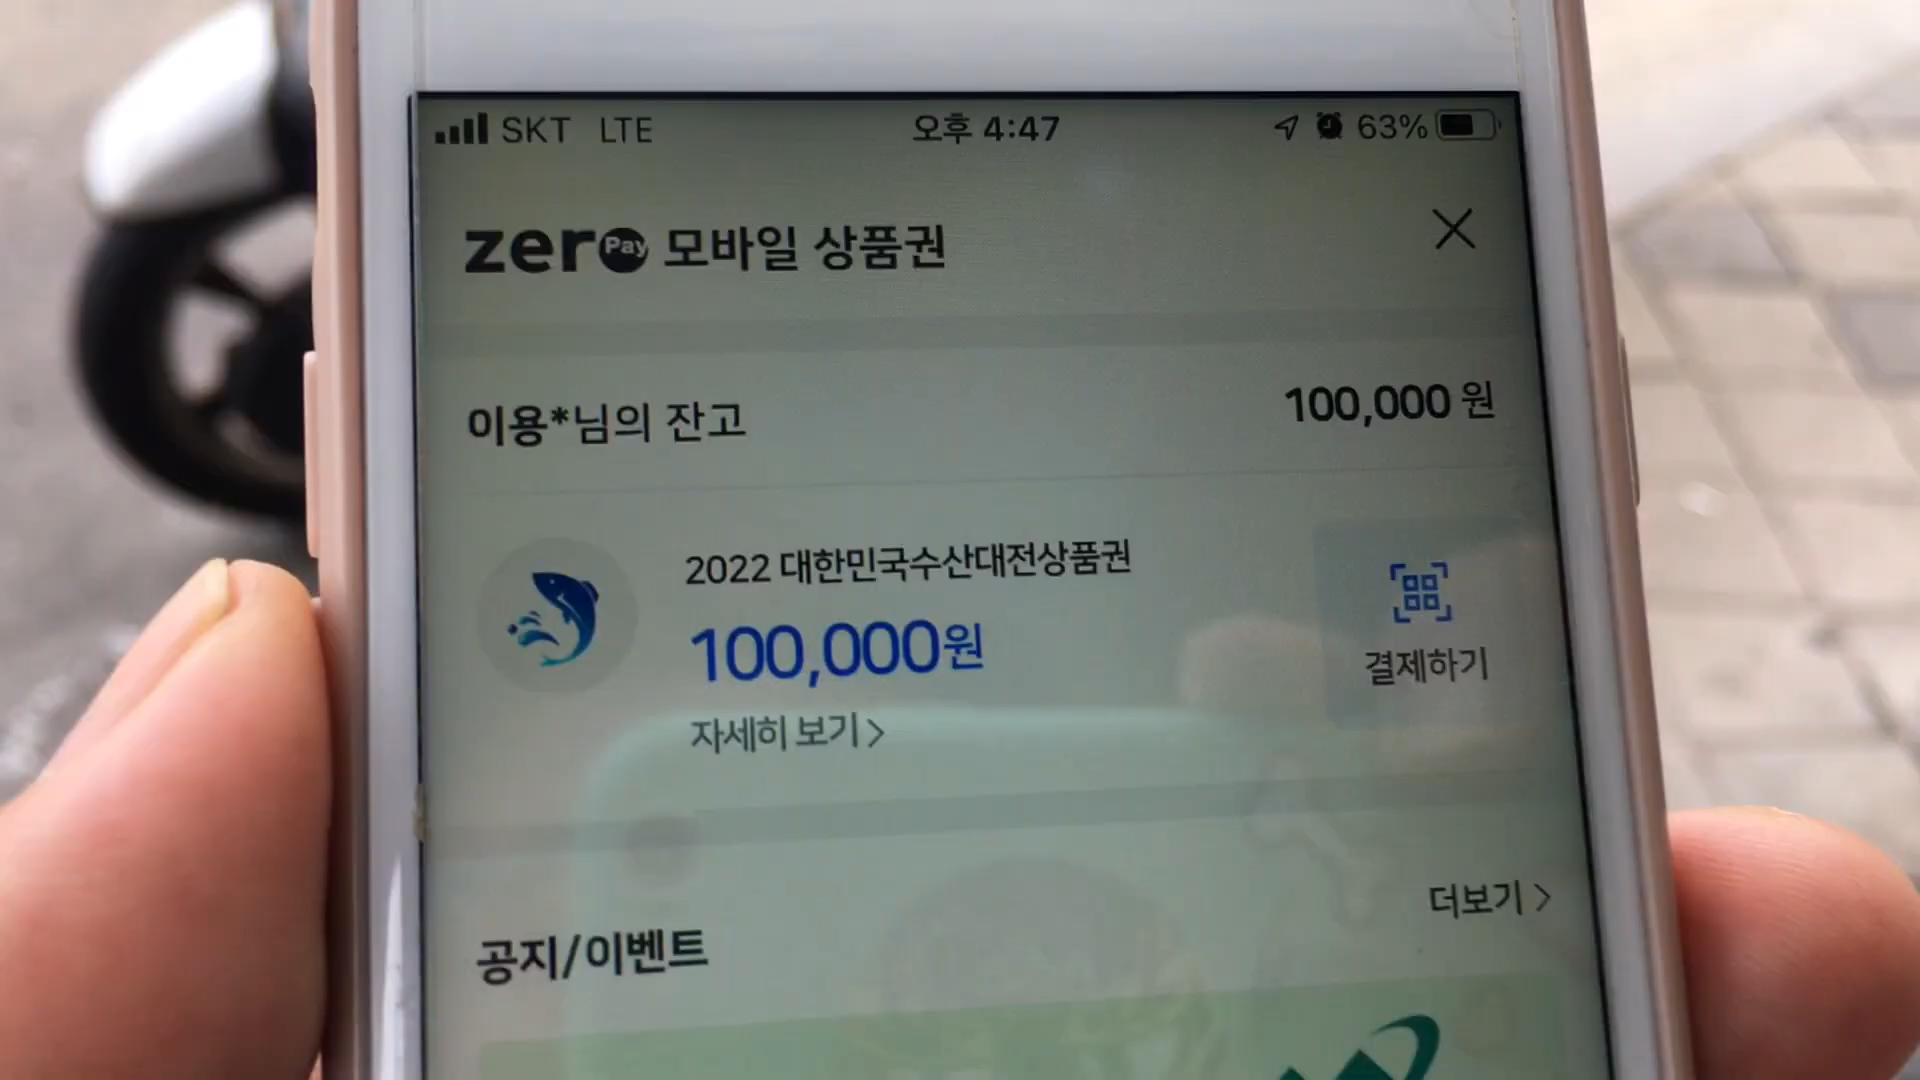 SKT LTE 오후 4:47 63%
zero Pay 모바일 상품권
이용*님의 잔고 100,000 원
2022 대한민국수산대전상품권
100,000원
결제하기
자세히 보기 >
더보기 >
공지/이벤트